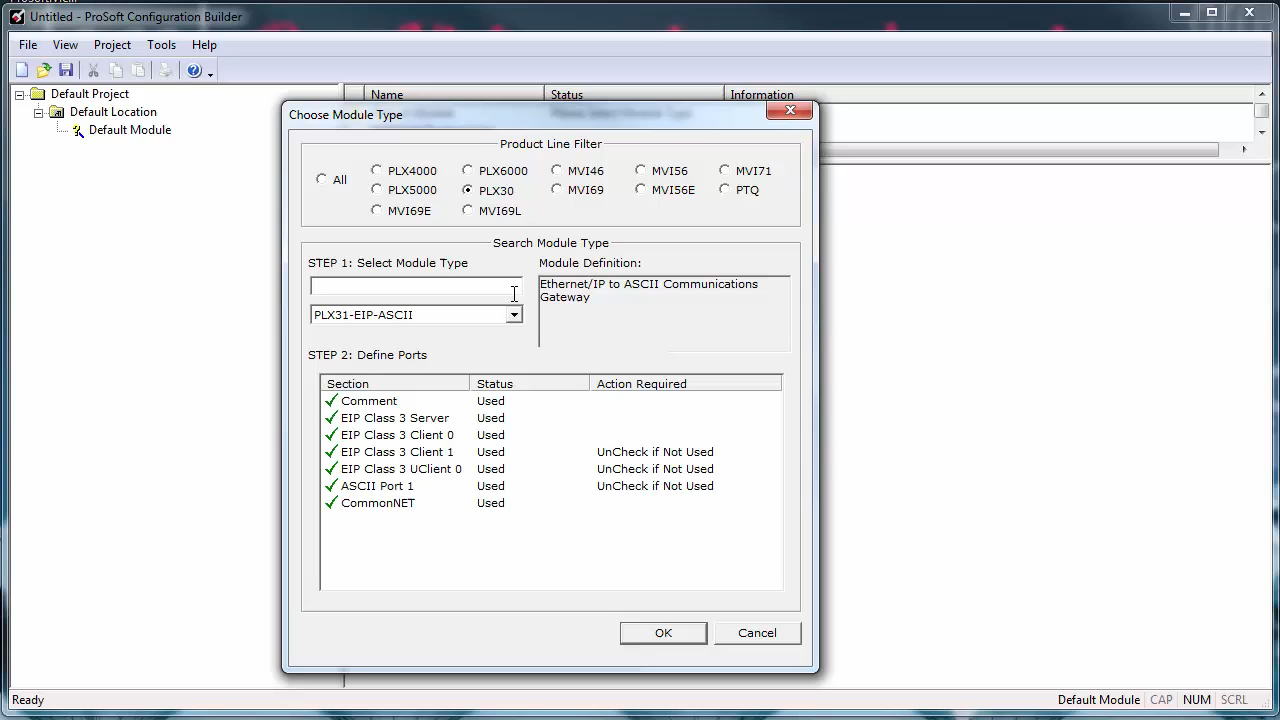 Untitled - ProSoft Configuration Builder
File View Project Tools Help
Default Project
Default Location
Default Module
Name Status Information
Choose Module Type
Product Line Filter
All
PLX4000 PLX6000 MVI46 MVI56 MVI71
PLX5000 PLX30 MVI69 MVI56E PTQ
MVI69E MVI69L
Search Module Type
STEP 1: Select Module Type
Module Definition:
Ethernet/IP to ASCII Communications
Gateway
PLX31-EIP-ASCII
STEP 2: Define Ports
Section Status Action Required
Comment Used
EIP Class 3 Server Used
EIP Class 3 Client 0 Used
EIP Class 3 Client 1 Used UnCheck if Not Used
EIP Class 3 UClient 0 Used UnCheck if Not Used
ASCII Port 1 Used UnCheck if Not Used
CommonNET Used
OK Cancel
Ready Default Module CAP NUM SCRL